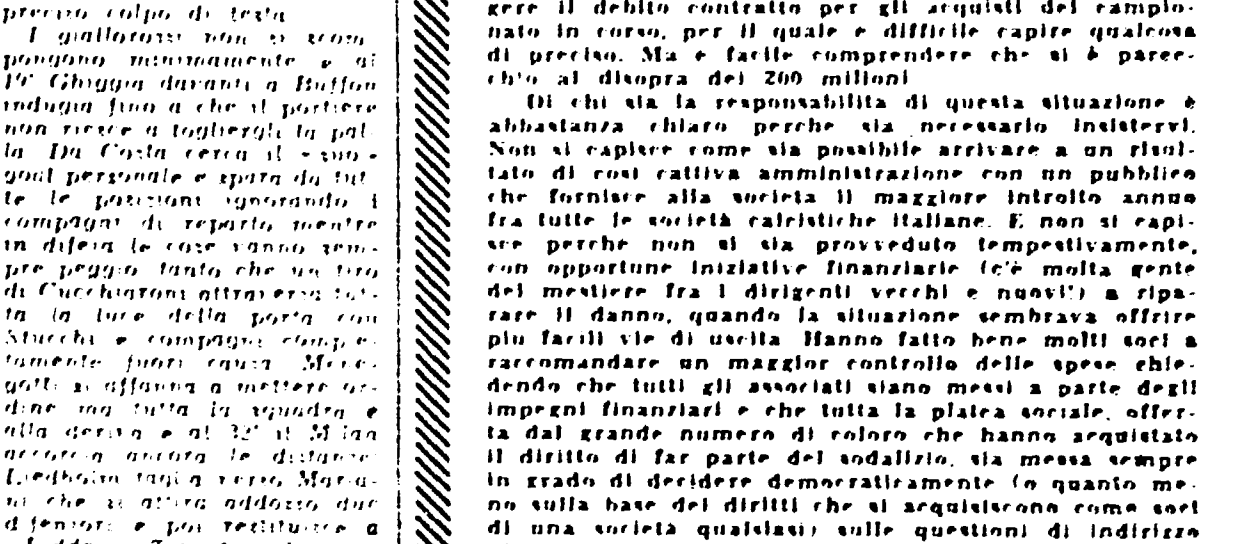 preciso colpo di testa
I giallorossi non si scom-
pongono minimamente e al
19' Ghiggia davanti a Buffon
indugia fino a che il portiere
non riesce a togliergli la pal-
la Da Costa cerca il « suo »
goal personale e spara da tut-
te le posizioni ignorando i
compagni di reparto mentre
in difesa le cose vanno sem-
pre peggio tanto che un tiro
di Cucchiaroni attraversa tut-
ta la luce della porta con
Stucchi e compagni comple-
tamente fuori causa Mene-
gotti si affanna a mettere or-
dine ma tutta la squadra è
alla deriva e al 32' il Milan
accorcia ancora le distanze
Liedholm tagli a verso Maria-
ni che si attira addosso due
difensori e poi restituisce a
gere il debito contratto per gli acquisti del campio-
nato in corso, per il quale è difficile capire qualcosa
di preciso. Ma è facile comprendere che si è parec-
chio al disopra dei 200 milioni
Di chi sia la responsabilita di questa situazione è
abbastanza chiaro perche sia necessario insistervi.
Non si capisce come sia possibile arrivare a un risul-
tato di cosi cattiva amministrazione con un pubblico
che fornisce alla societa il maggiore introito annuo
fra tutte le società calcistiche italiane. E non si capi-
sce perche non si sia provveduto tempestivamente,
con opportune iniziative finanziarie (c'è molta gente
del mestiere fra i dirigenti vecchi e nuovi!) a ripa-
rare il danno, quando la situazione sembrava offrire
piu facili vie di uscita Hanno fatto bene molti soci a
raccomandare un maggior controllo delle spese chie-
dendo che tutti gli associati siano messi a parte degli
impegni finanziari e che tutta la platea sociale, offer-
ta dal grande numero di coloro che hanno acquistato
il diritto di far parte del sodalizio, sia messa sempre
in grado di decidere democraticamente (o quanto me-
no sulla base dei diritti che si acquisiscono come soci
di una società qualsiasi) sulle questioni di indirizzo